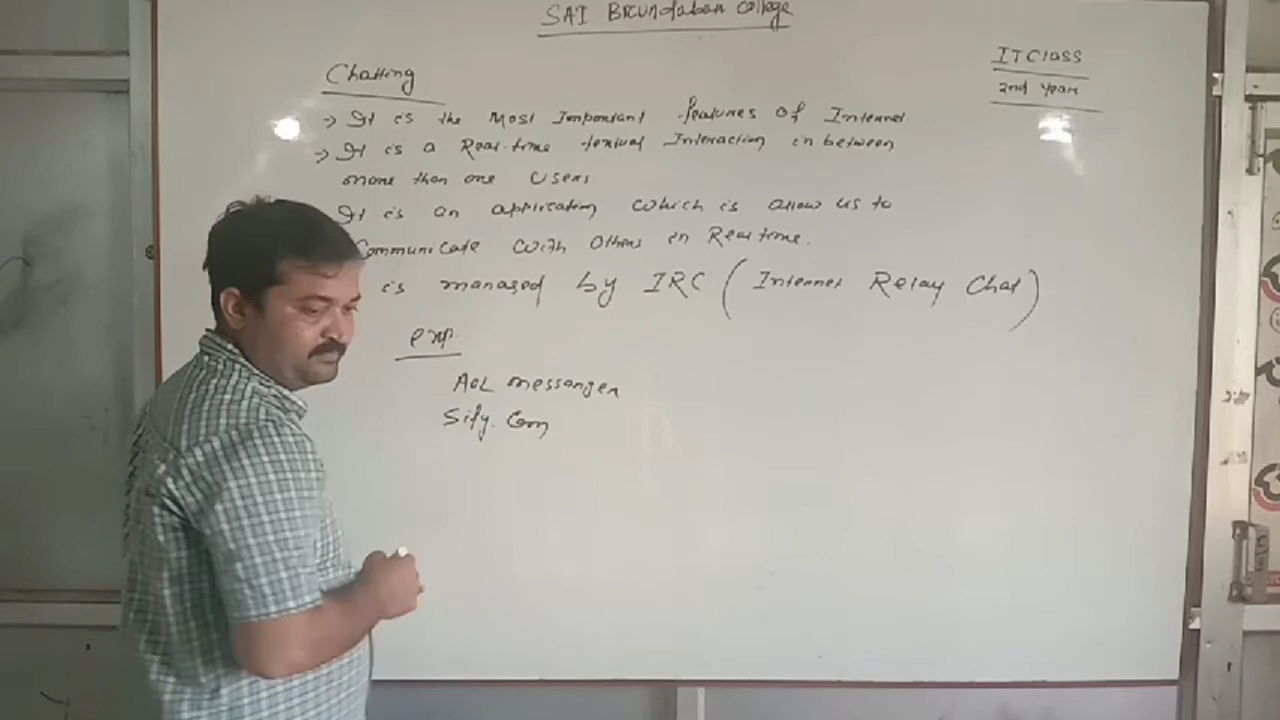 SAI Brundaban College
IT Class
2nd Year
Chatting
→ It is the Most Important features of Internet
→ It is a Real-time textual Interaction in between
more than one users
It is an application which is allow us to
Communicate with Others in Real time.
is managed by IRC (Internet Relay Chat)
exp.
AOL messanger
Sify.com